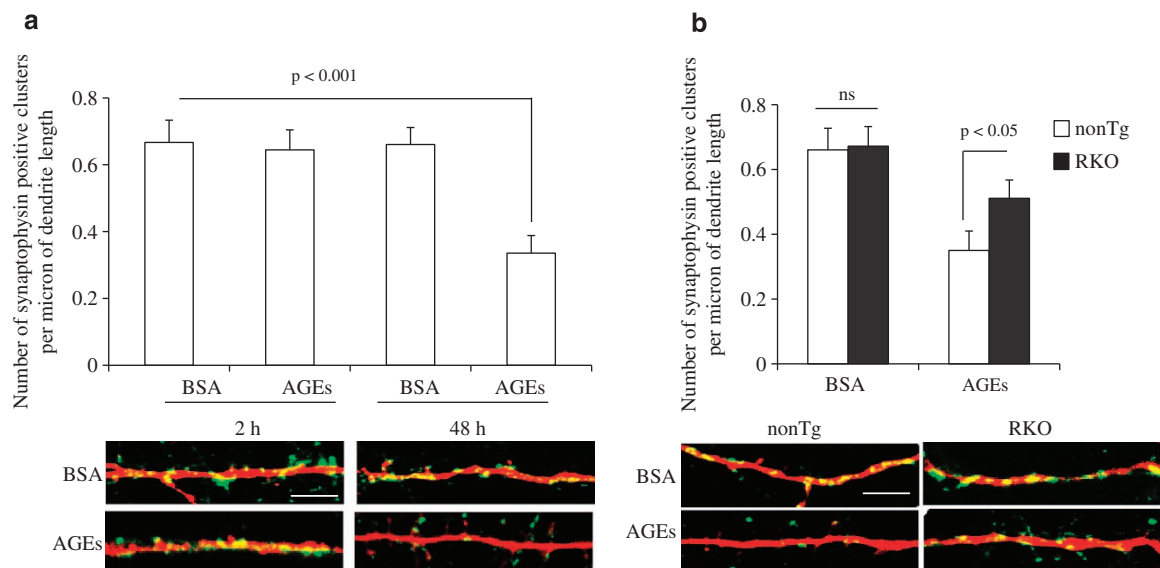 a
Number of synaptophysin positive clusters
per micron of dendrite length
p < 0.001
0.8
0.6
0.4
0.2
0
BSA AGEs BSA AGEs
2 h 48 h
BSA
AGEs
b
Number of synaptophysin positive clusters
per micron of dendrite length
ns
p < 0.05
nonTg
RKO
0.8
0.6
0.4
0.2
0
BSA AGEs
nonTg RKO
BSA
AGEs